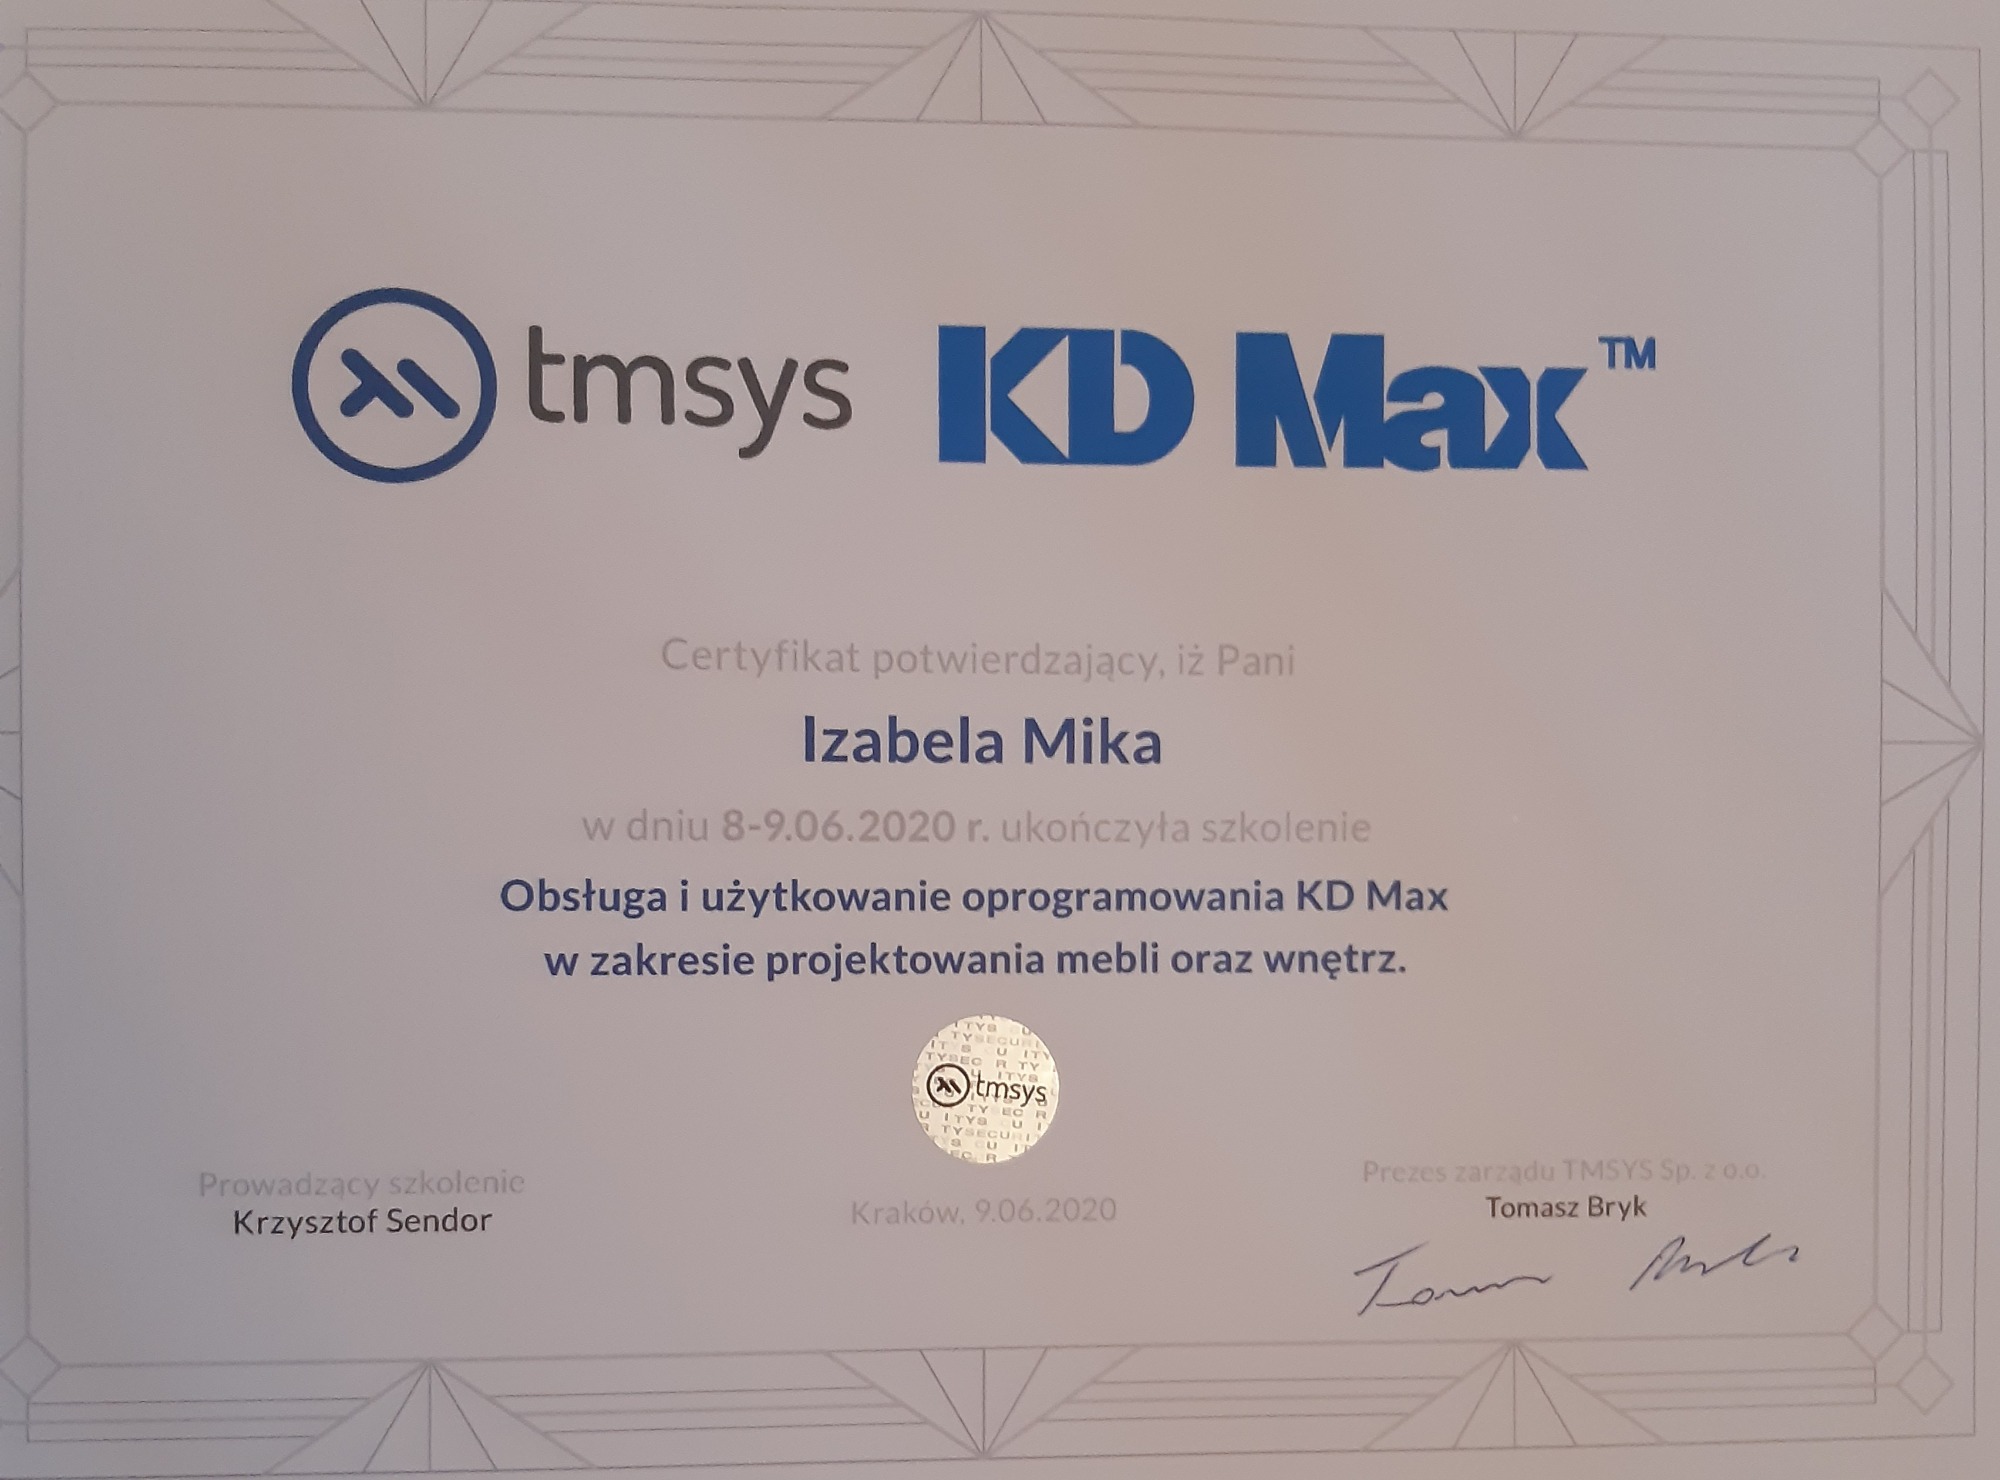 tmsys KD Max™
Certyfikat potwierdzający, iż Pani
Izabela Mika
w dniu 8-9.06.2020 r. ukończyła szkolenie
Obsługa i użytkowanie oprogramowania KD Max
w zakresie projektowania mebli oraz wnętrz.
tmsys
Prowadzący szkolenie
Krzysztof Sendor
Kraków, 9.06.2020
Prezes zarządu TMSYS Sp. z o.o.
Tomasz Bryk